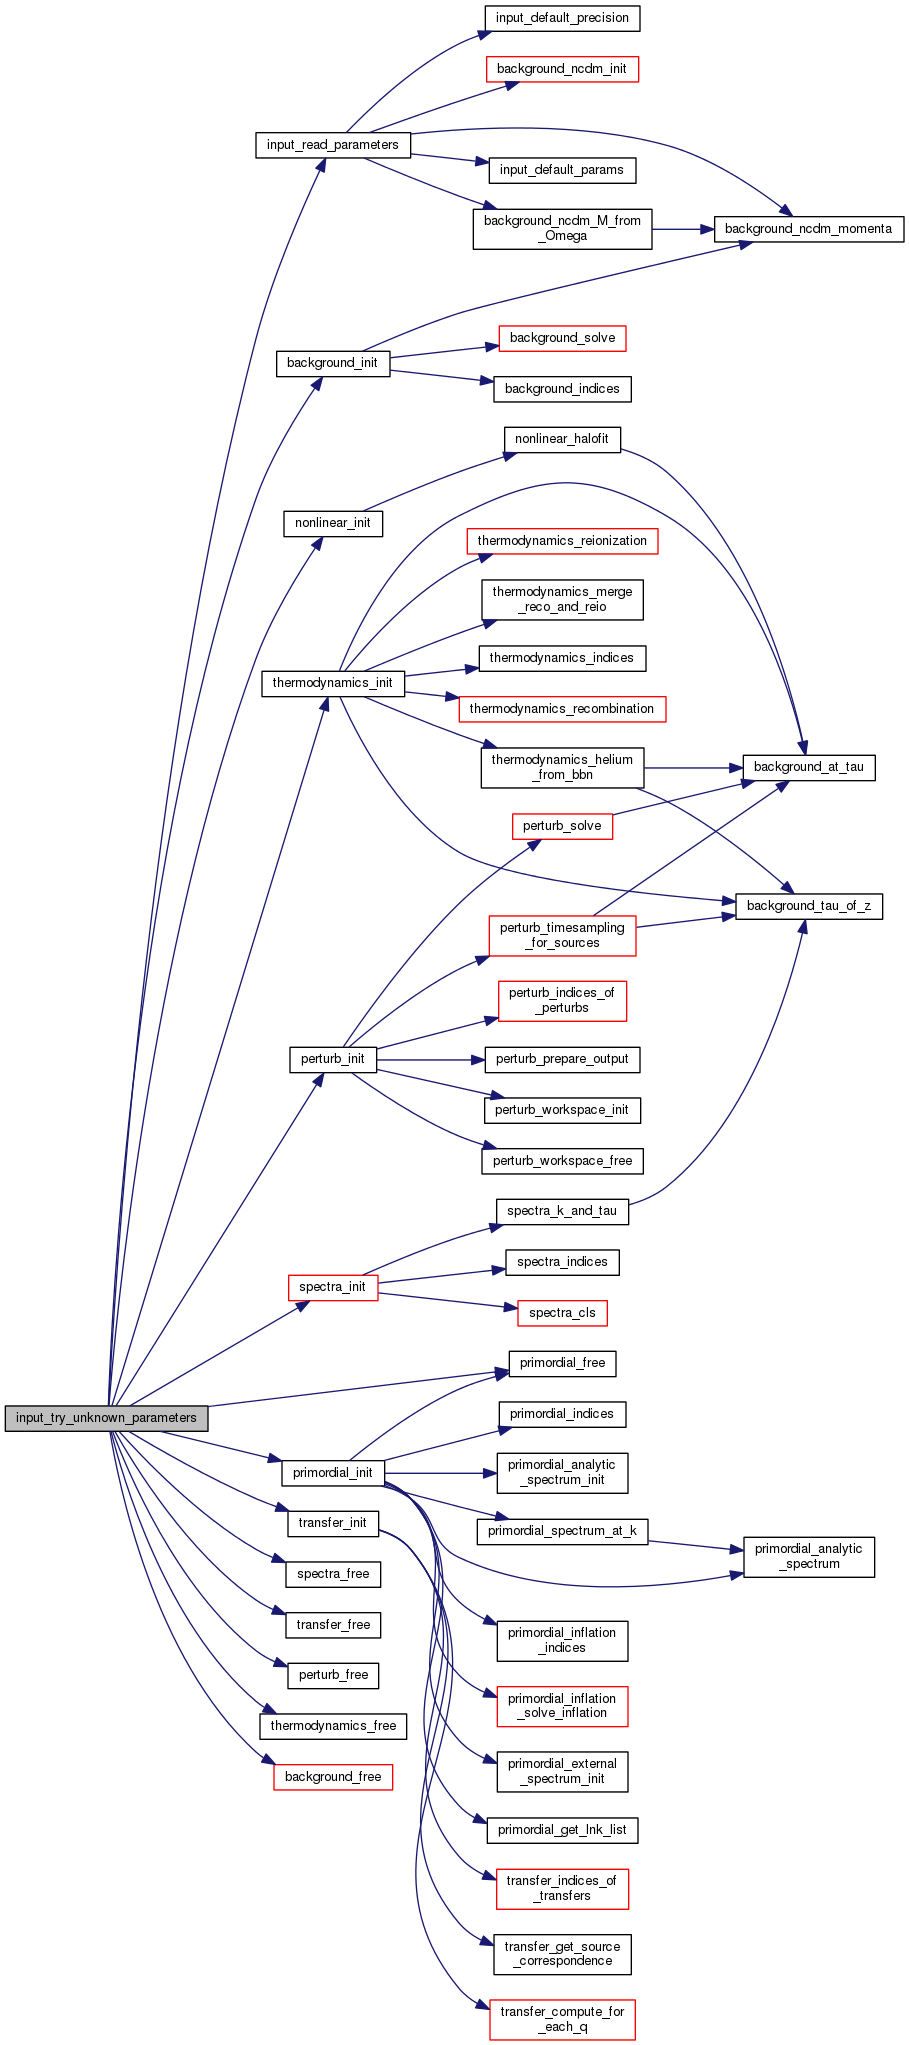 input_default_precision
background_ncdm_init
input_read_parameters
input_default_params
background_ncdm_M_from
_Omega
background_ncdm_momenta
background_solve
background_init
background_indices
nonlinear_halofit
nonlinear_init
thermodynamics_reionization
thermodynamics_merge
_reco_and_reio
thermodynamics_indices
thermodynamics_init
thermodynamics_recombination
thermodynamics_helium
_from_bbn
background_at_tau
perturb_solve
background_tau_of_z
perturb_timesampling
_for_sources
perturb_indices_of
_perturbs
perturb_init
perturb_prepare_output
perturb_workspace_init
perturb_workspace_free
spectra_k_and_tau
spectra_indices
spectra_init
spectra_cls
primordial_free
primordial_indices
input_try_unknown_parameters
primordial_analytic
_spectrum_init
primordial_init
transfer_init
primordial_spectrum_at_k
primordial_analytic
_spectrum
spectra_free
transfer_free
primordial_inflation
_indices
perturb_free
primordial_inflation
_solve_inflation
thermodynamics_free
primordial_external
_spectrum_init
background_free
primordial_get_lnk_list
transfer_indices_of
_transfers
transfer_get_source
_correspondence
transfer_compute_for
_each_q